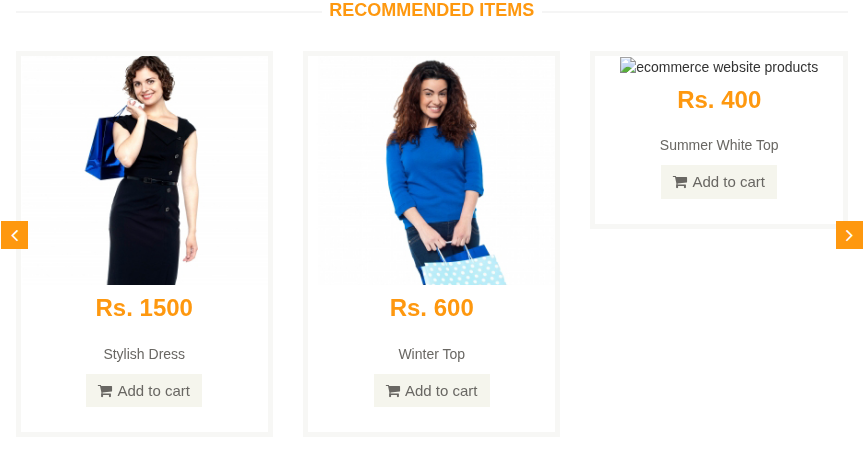 RECOMMENDED ITEMS
Rs. 1500
Stylish Dress
Add to cart
Rs. 600
Winter Top
Add to cart
ecommerce website products
Rs. 400
Summer White Top
Add to cart